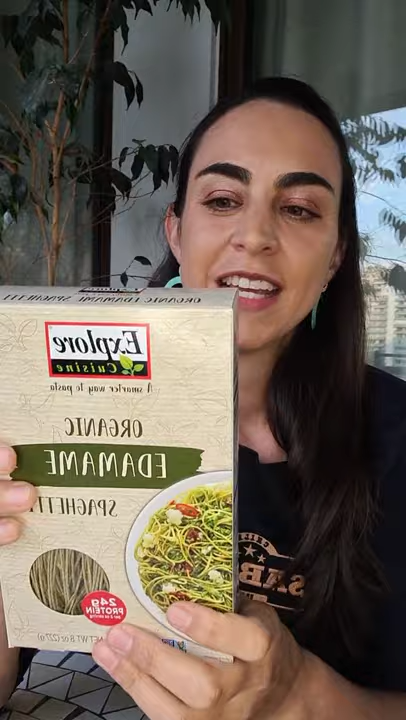 ORGANIC EDAMAME SPAGHETTI
Explore
Cuisine
A smarter way to pasta
ORGANIC
EDAMAME
SPAGHETTI
24g
PROTEIN
NET WT 8 oz (227g)